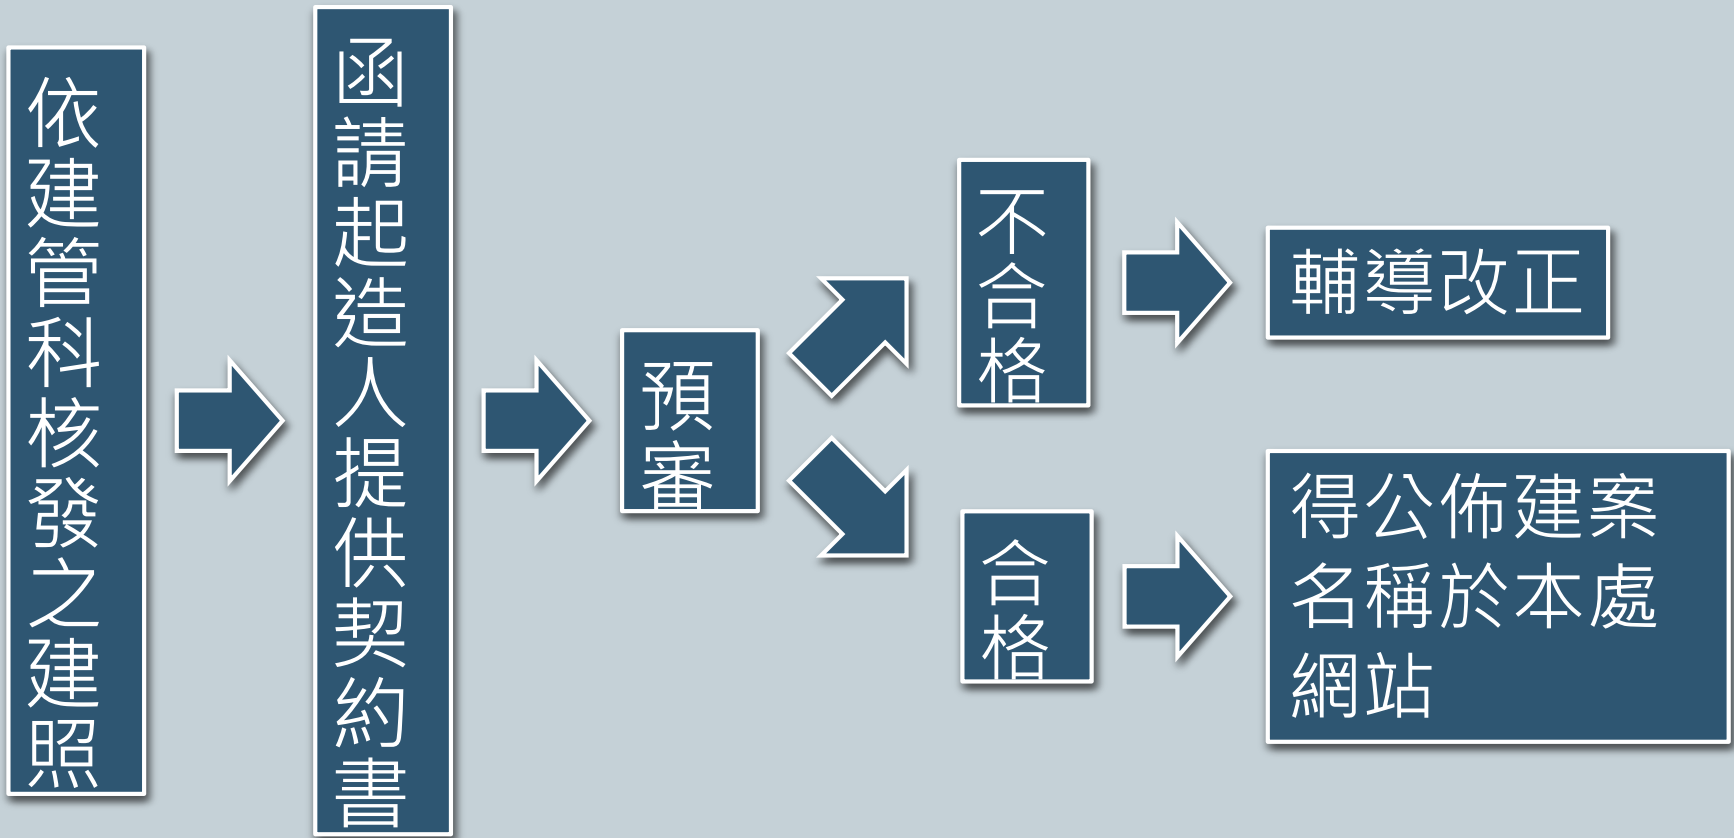 依建管科核發之建照
函請起造人提供契約書
預審
不合格
輔導改正
合格
得公佈建案
名稱於本處
網站